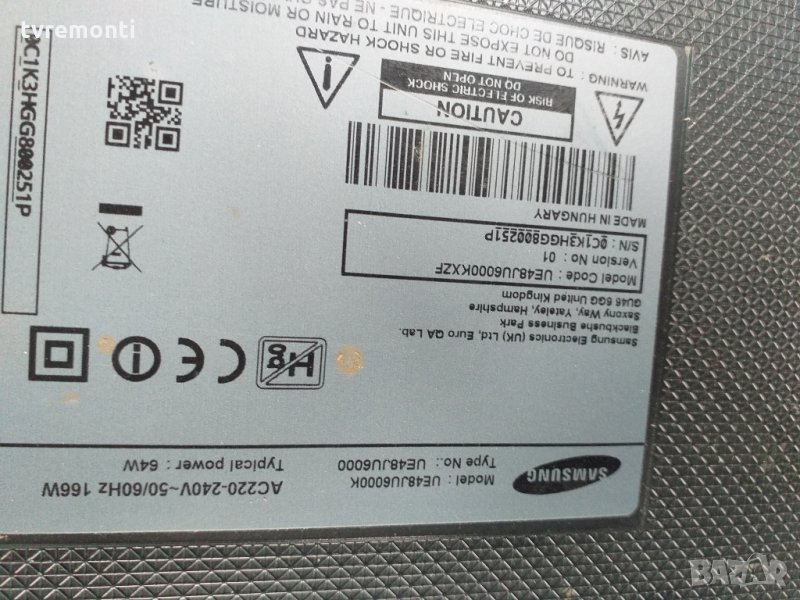 tvremonti
SAMSUNG
Model : UE48JU6000K
Type No.: UE48JU6000
AC220-240V~50/60Hz 166W
Typical power : 64W
Hg
Samsung Electronics (UK) Ltd, Euro QA Lab.
Blackbushe Business Park
Saxony Way, Yateley, Hampshire
GU46 6GG United Kingdom
Model Code : UE48JU6000KXZF
Version No : 01
S/N : 0C1K3HGG800251P
MADE IN HUNGARY
CAUTION
RISK OF ELECTRIC SHOCK
DO NOT OPEN
WARNING : TO PREVENT FIRE OR SHOCK HAZARD
DO NOT EXPOSE THIS UNIT TO RAIN OR MOISTURE
AVIS : RISQUE DE CHOC ELECTRIQUE - NE PAS
0C1K3HGG800251P
BAZAR